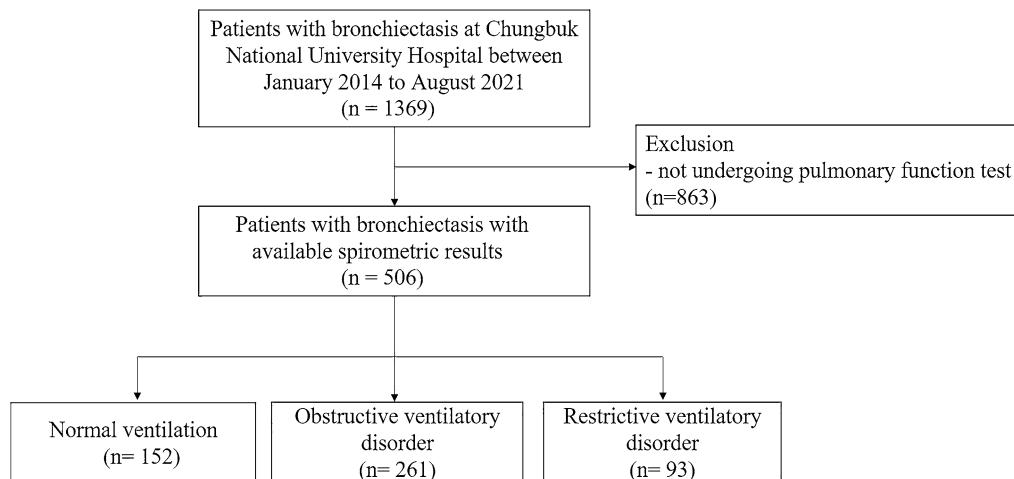 Patients with bronchiectasis at Chungbuk
National University Hospital between
January 2014 to August 2021
(n = 1369)
Exclusion
- not undergoing pulmonary function test
(n=863)
Patients with bronchiectasis with
available spirometric results
(n = 506)
Normal ventilation
(n= 152)
Obstructive ventilatory
disorder
(n= 261)
Restrictive ventilatory
disorder
(n= 93)